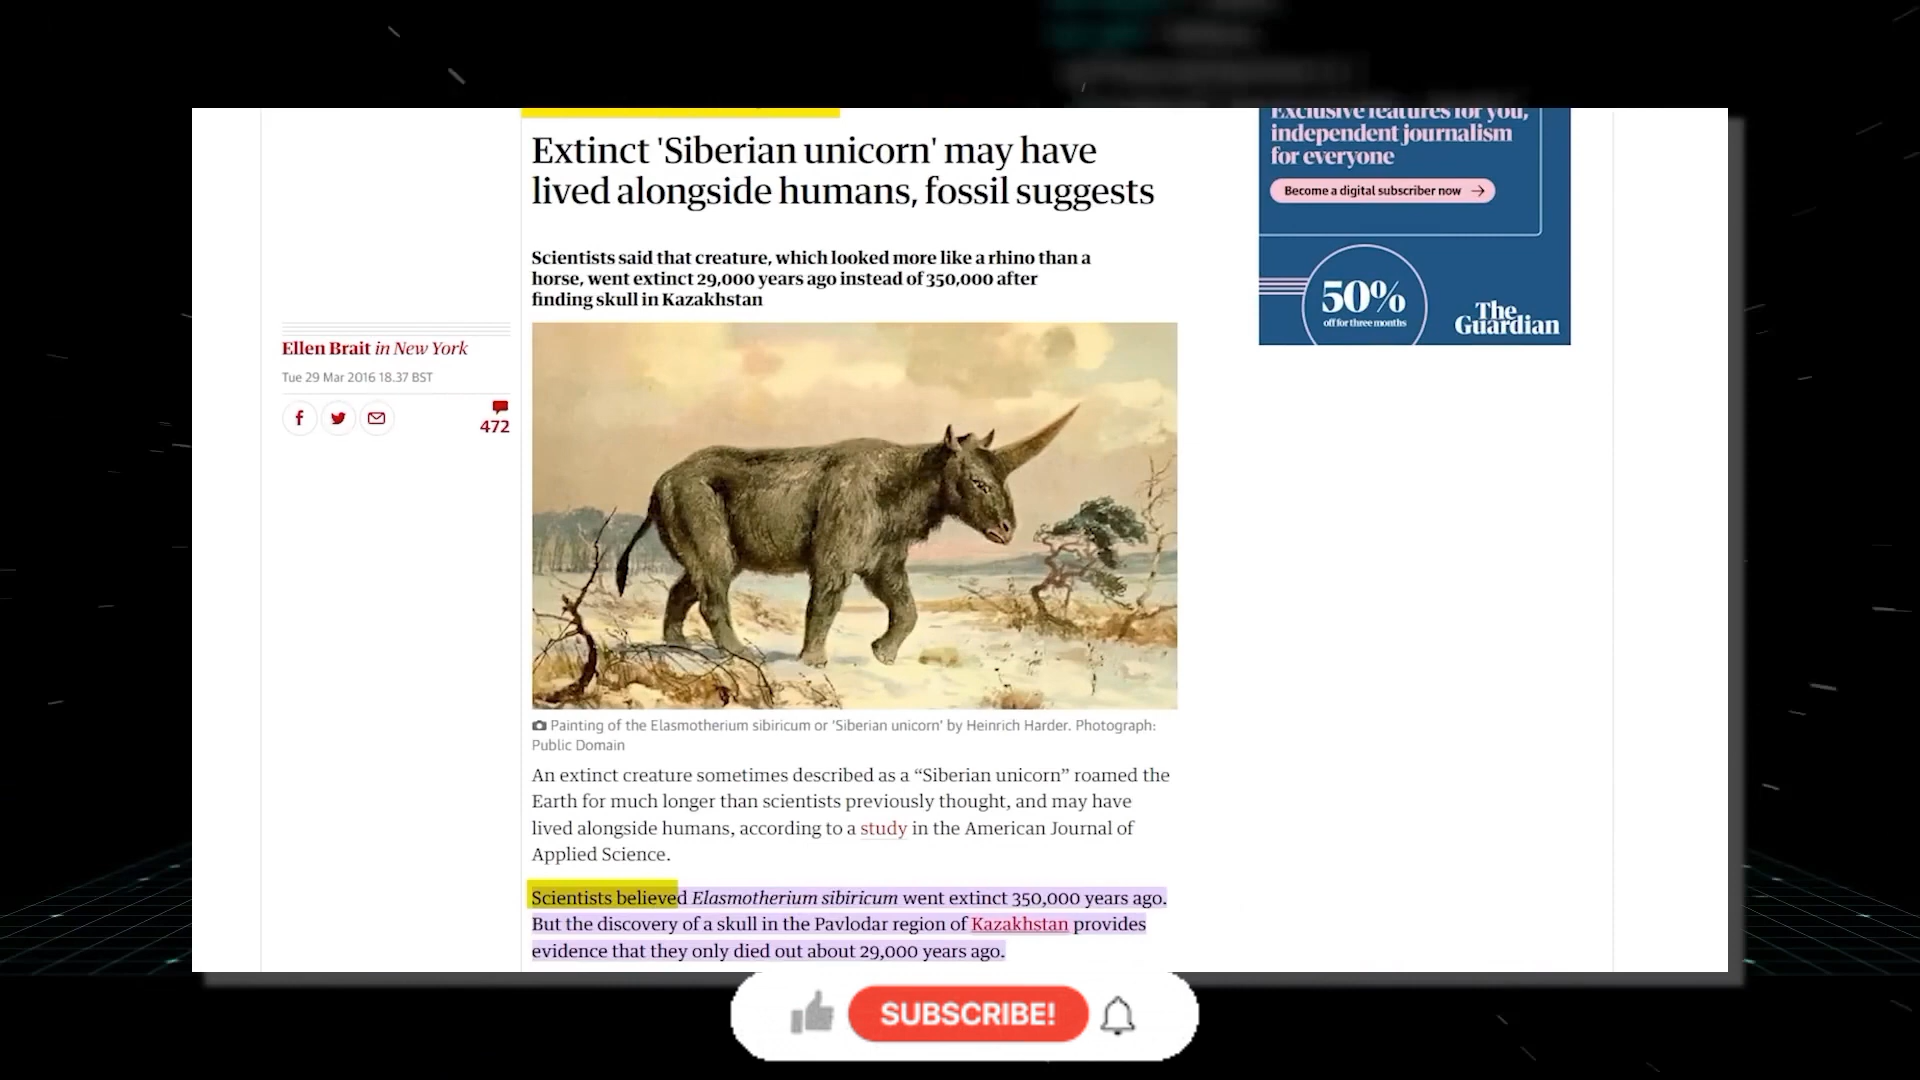 Extinct 'Siberian unicorn' may have
lived alongside humans, fossil suggests
Scientists said that creature, which looked more like a rhino than a
horse, went extinct 29,000 years ago instead of 350,000 after
finding skull in Kazakhstan
Ellen Brait in New York
Tue 29 Mar 2016 18.37 BST
472
Painting of the Elasmotherium sibiricum or 'Siberian unicorn' by Heinrich Harder. Photograph:
Public Domain
An extinct creature sometimes described as a “Siberian unicorn” roamed the
Earth for much longer than scientists previously thought, and may have
lived alongside humans, according to a study in the American Journal of
Applied Science.
Scientists believed Elasmotherium sibiricum went extinct 350,000 years ago.
But the discovery of a skull in the Pavlodar region of Kazakhstan provides
evidence that they only died out about 29,000 years ago.
Exclusive features for you,
independent journalism
for everyone
Become a digital subscriber now
50%
off for three months
The
Guardian
SUBSCRIBE!